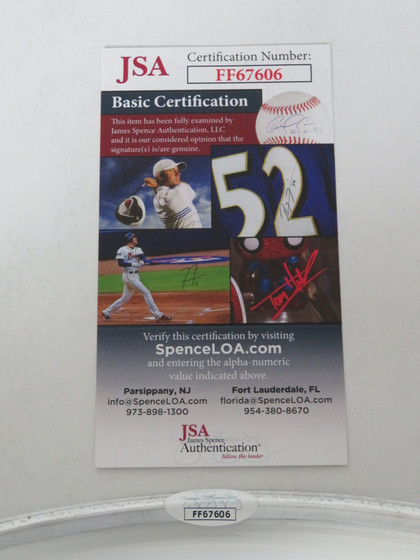 JSA
Certification Number:
FF67606
Basic Certification
This item has been fully examined by
James Spence Authentication, LLC
and it is our considered opinion that the
signature(s) is/are genuine.
52
Verify this certification by visiting
SpenceLOA.com
and entering the alpha-numeric
value indicated above.
Parsippany, NJ
info@SpenceLOA.com
973-898-1300
Fort Lauderdale, FL
florida@SpenceLOA.com
954-380-8670
JSA
James Spence
Authentication
follow the leader
FF67606